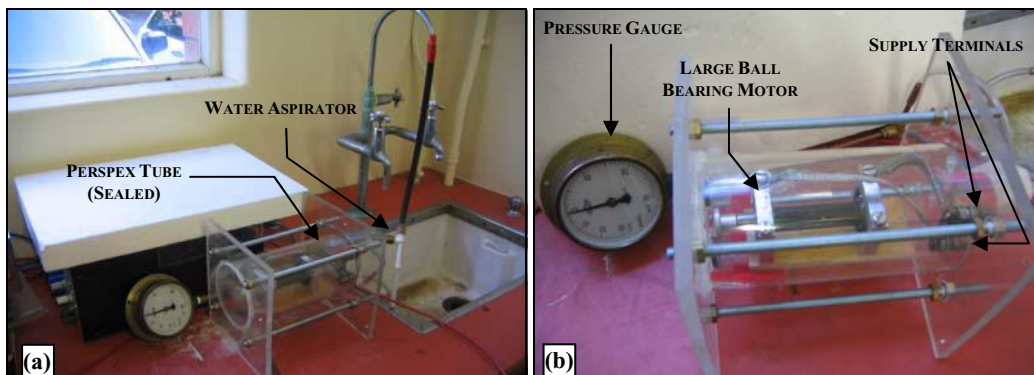 WATER ASPIRATOR
PERSPEX TUBE
(SEALED)
(a)
PRESSURE GAUGE
LARGE BALL
BEARING MOTOR
SUPPLY TERMINALS
(b)